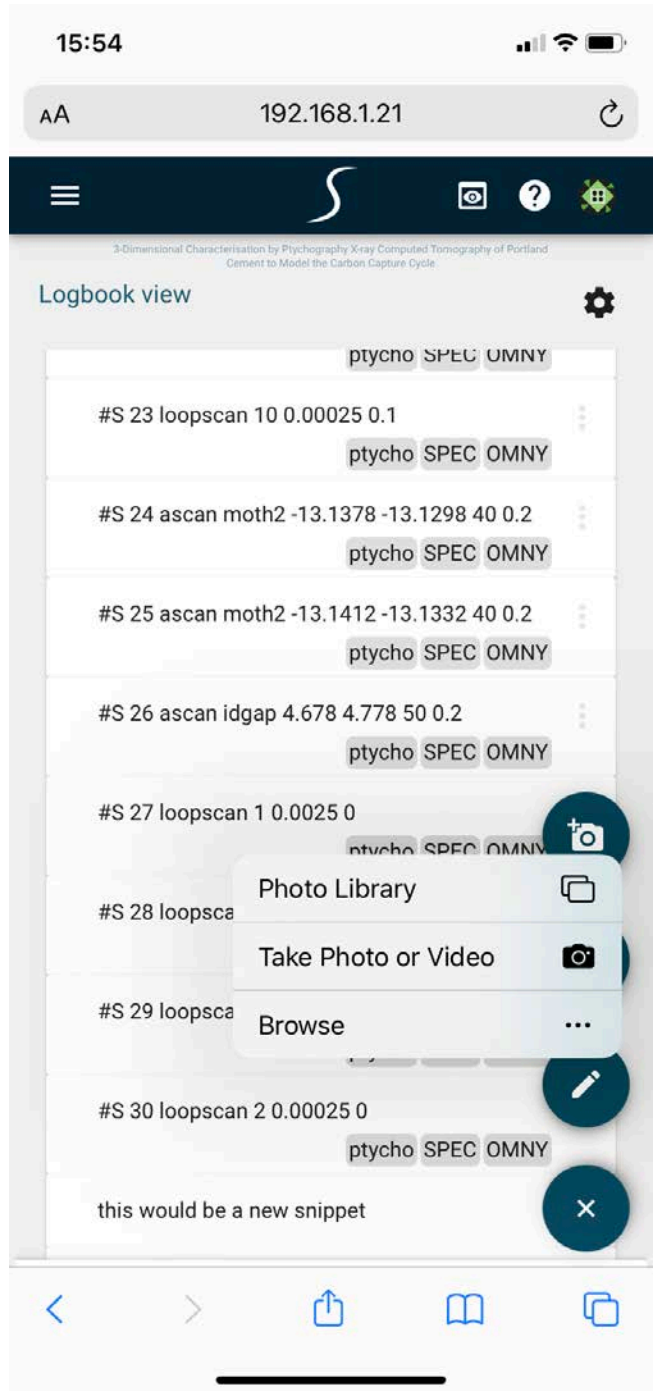 15:54
AA 192.168.1.21
3-Dimensional Characterisation by Ptychography X-ray Computed Tomography of Portland
Cement to Model the Carbon Capture Cycle
Logbook view
ptycho SPEC OMNY
#S 23 loopscan 10 0.00025 0.1
ptycho SPEC OMNY
#S 24 ascan moth2 -13.1378 -13.1298 40 0.2
ptycho SPEC OMNY
#S 25 ascan moth2 -13.1412 -13.1332 40 0.2
ptycho SPEC OMNY
#S 26 ascan idgap 4.678 4.778 50 0.2
ptycho SPEC OMNY
#S 27 loopscan 1 0.0025 0
ptycho SPEC OMNY
Photo Library
#S 28 loopsca
Take Photo or Video
#S 29 loopsca
Browse
#S 30 loopscan 2 0.00025 0
ptycho SPEC OMNY
this would be a new snippet